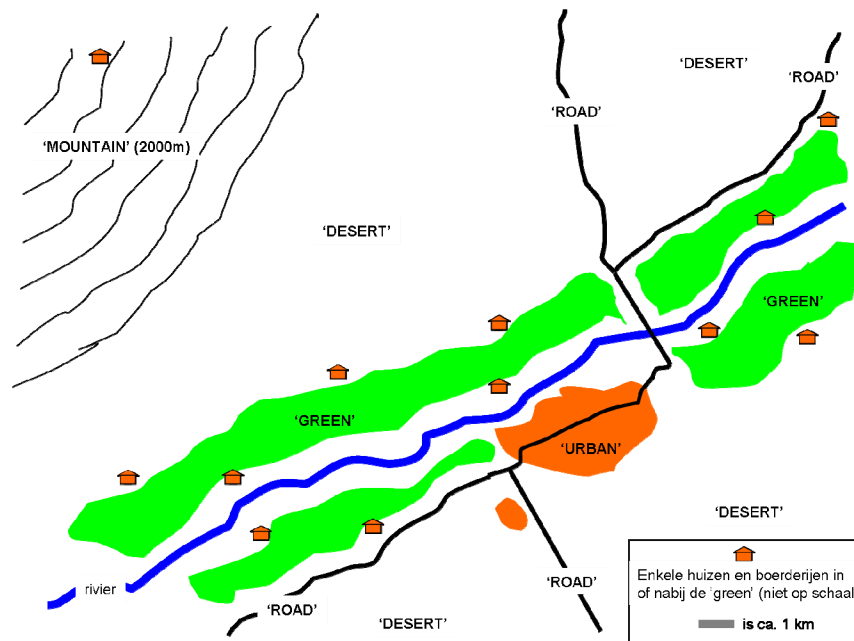 'DESERT'
'ROAD'
'ROAD'
'MOUNTAIN' (2000m)
'DESERT'
'GREEN'
'GREEN'
'URBAN'
'DESERT'
rivier
'ROAD'
'ROAD'
'DESERT'
Enkele huizen en boerderijen in
of nabij de 'green' (niet op schaal
is ca. 1 km